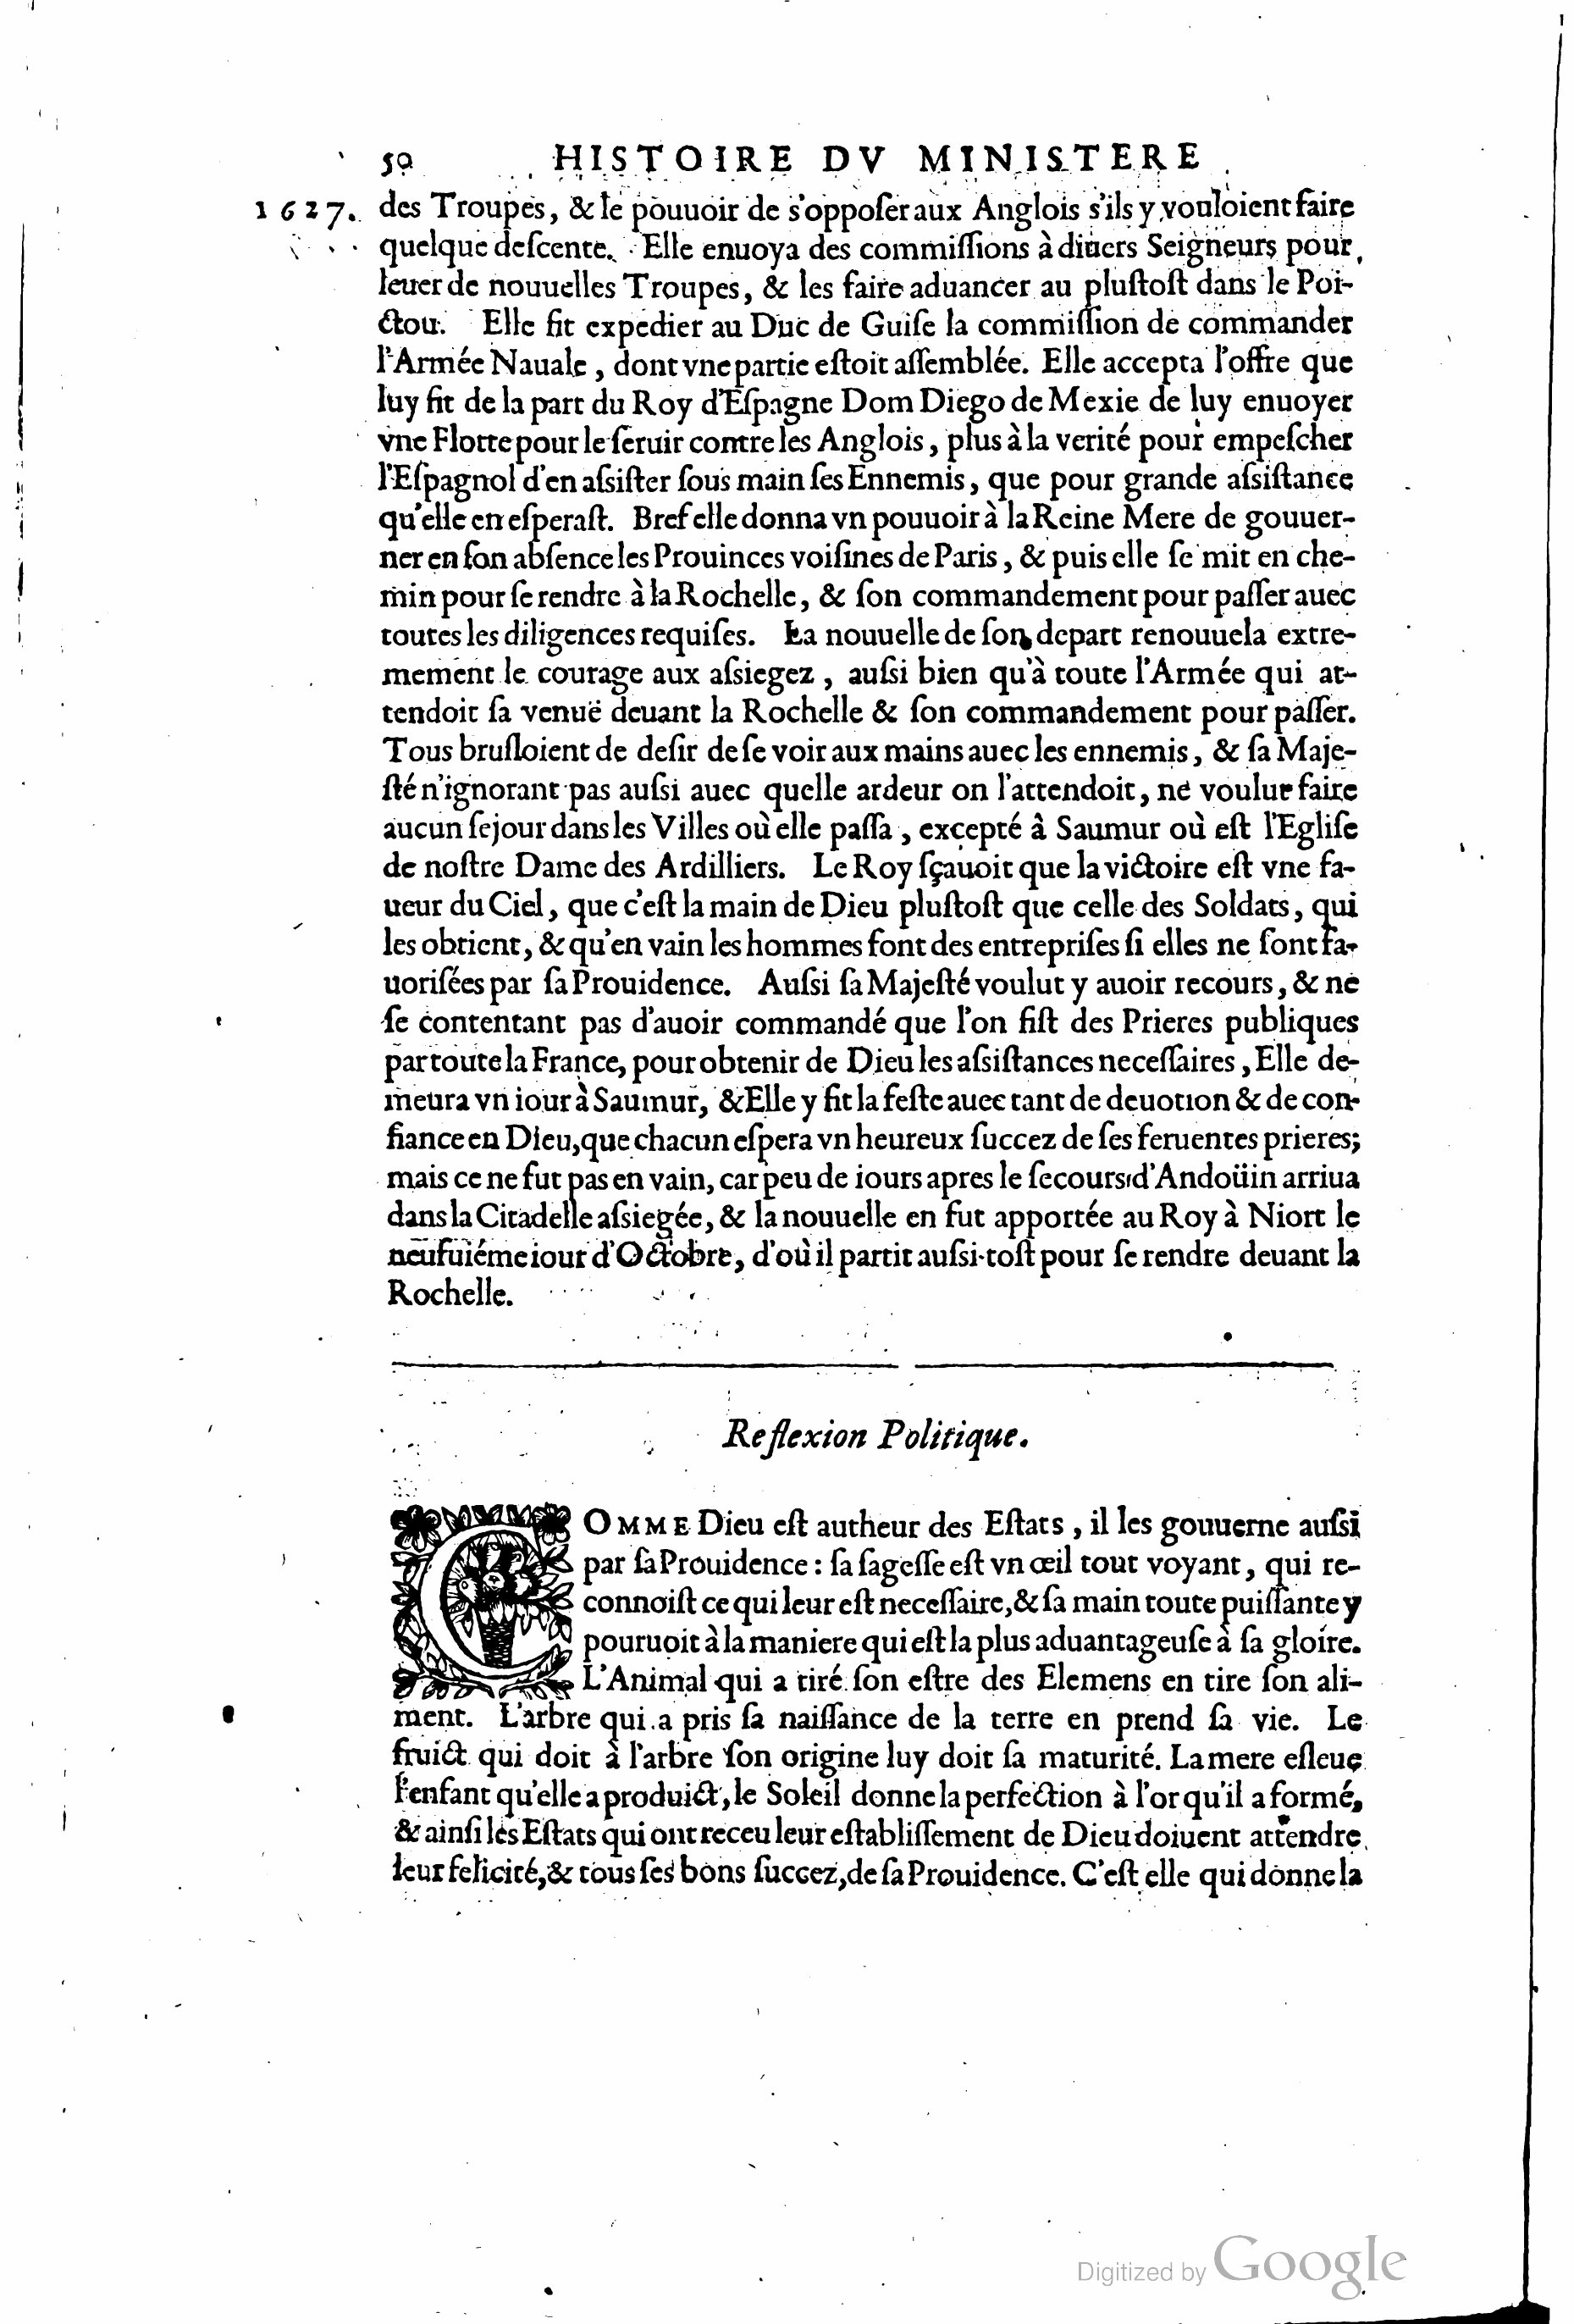 50 HISTOIRE DV MINISTERE
1627. des Troupes, & le pouuoir de s'opposer aux Anglois s'ils y vouloient faire
quelque deſcente. Elle enuoya des commiſſions à diuers Seigneurs pour
leuer de nouuelles Troupes, & les faire aduancer au pluſtoſt dans le Poi-
ctou. Elle fit expedier au Duc de Guiſe la commiſſion de commander
l'Armée Nauale, dont vne partie eſtoit aſſemblée. Elle accepta l'offre que
luy fit de la part du Roy d'Eſpagne Dom Diego de Mexie de luy enuoyer
vne Flotte pour le ſeruir contre les Anglois, plus à la verité pour empeſcher
l'Eſpagnol d'en aſsiſter ſous main ſes Ennemis, que pour grande aſsiſtance
qu'elle en eſperaſt. Bref elle donna vn pouuoir à la Reine Mere de gouuer-
ner en ſon abſence les Prouinces voiſines de Paris, & puis elle ſe mit en che-
min pour ſe rendre à la Rochelle, & ſon commandement pour paſſer auec
toutes les diligences requiſes. La nouuelle de ſon depart renouuela extre-
mement le courage aux aſsiegez, auſsi bien qu'à toute l'Armée qui at-
tendoit ſa venuë deuant la Rochelle & ſon commandement pour paſſer.
Tous bruſloient de deſir de ſe voir aux mains auec les ennemis, & ſa Maje-
ſté n'ignorant pas auſsi auec quelle ardeur on l'attendoit, ne voulut faire
aucun ſejour dans les Villes où elle paſſa, excepté à Saumur où eſt l'Egliſe
de noſtre Dame des Ardilliers. Le Roy ſçauoit que la victoire eſt vne fa-
ueur du Ciel, que c'eſt la main de Dieu pluſtoſt que celle des Soldats, qui
les obtient, & qu'en vain les hommes font des entrepriſes ſi elles ne ſont fa-
uoriſées par ſa Prouidence. Auſsi ſa Majeſté voulut y auoir recours, & ne
ſe contentant pas d'auoir commandé que l'on fiſt des Prieres publiques
par toute la France, pour obtenir de Dieu les aſsiſtances neceſſaires, Elle de-
meura vn iour à Saumur, & Elle y fit la feſte auec tant de deuotion & de con-
fiance en Dieu, que chacun eſpera vn heureux ſuccez de ſes feruentes prieres;
mais ce ne fut pas en vain, car peu de iours apres le ſecours d'Andoüin arriua
dans la Citadelle aſsiegée, & la nouuelle en fut apportée au Roy à Niort le
neufuiéme iour d'Octobre, d'où il partit auſsi-toſt pour ſe rendre deuant la
Rochelle.
Reflexion Politique.
COMME Dieu eſt autheur des Eſtats, il les gouuerne auſsi
par ſa Prouidence : ſa ſageſſe eſt vn œil tout voyant, qui re-
connoiſt ce qui leur eſt neceſſaire, & ſa main toute puiſſante y
pouruoit à la maniere qui eſt la plus aduantageuſe à ſa gloire.
L'Animal qui a tiré ſon eſtre des Elemens en tire ſon ali-
ment. L'arbre qui a pris ſa naiſſance de la terre en prend ſa vie. Le
fruict qui doit à l'arbre ſon origine luy doit ſa maturité. La mere eſleue
l'enfant qu'elle a produict, le Soleil donne la perfection à l'or qu'il a formé,
& ainſi les Eſtats qui ont receu leur eſtabliſſement de Dieu doiuent attendre
leur felicité, & tous ſes bons ſuccez, de ſa Prouidence. C'eſt elle qui donne la
Digitized by Google